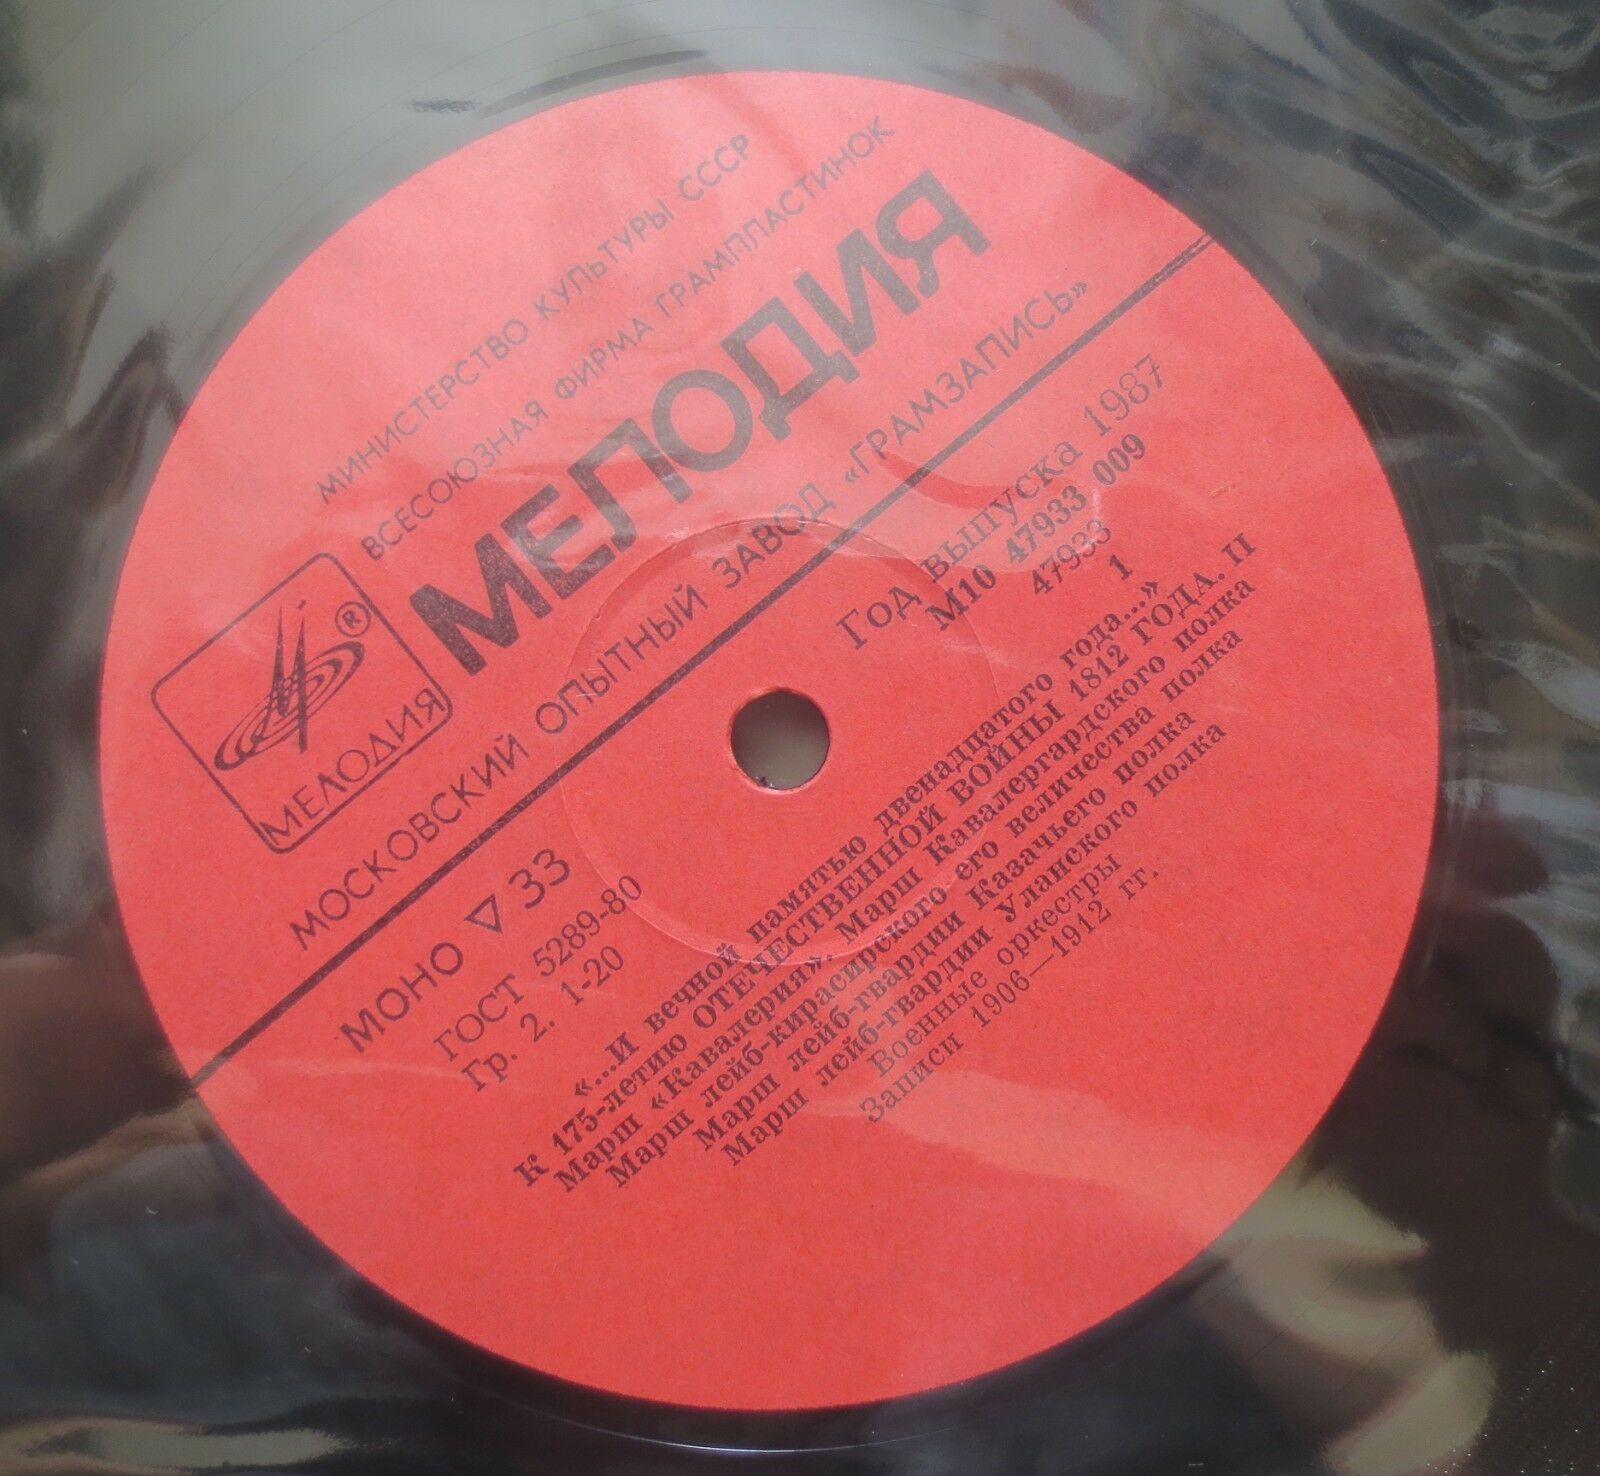 МИНИСТЕРСТВО КУЛЬТУРЫ СССР
ВСЕСОЮЗНАЯ ФИРМА ГРАМПЛАСТИНОК
МЕЛОДИЯ
®
МЕЛОДИЯ
МОСКОВСКИЙ ОПЫТНЫЙ ЗАВОД «ГРАМЗАПИСЬ»
МОНО ▽ 33
ГОСТ 5289-80
Гр. 2. 1-20
Год выпуска 1987
М10 47933 009
47933
1
«...И вечной памятью двенадцатого года...»
К 175-летию ОТЕЧЕСТВЕННОЙ ВОЙНЫ 1812 ГОДА. II
Марш «Кавалерия». Марш Кавалергардского полка
Марш лейб-кирасирского его величества полка
Марш лейб-гвардии Казачьего полка
Марш лейб-гвардии Уланского полка
Военные оркестры
Записи 1906—1912 гг.